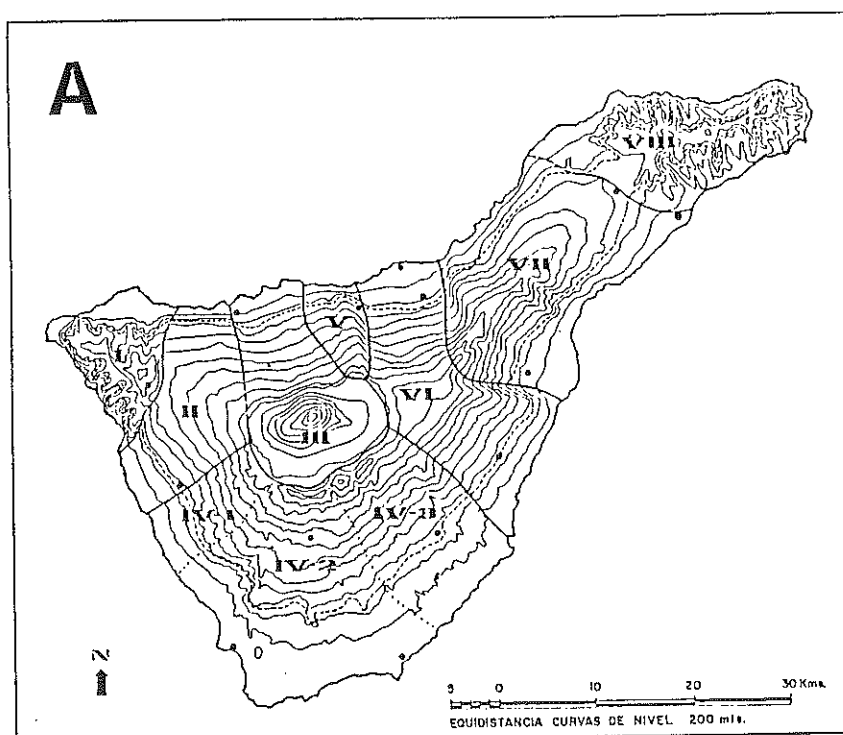 A
VIII
VII
I
V
II
VI
III
IV-1
IV-II
IV-2
N
5 0 10 20 30 Kms.
EQUIDISTANCIA CURVAS DE NIVEL 200 mts.